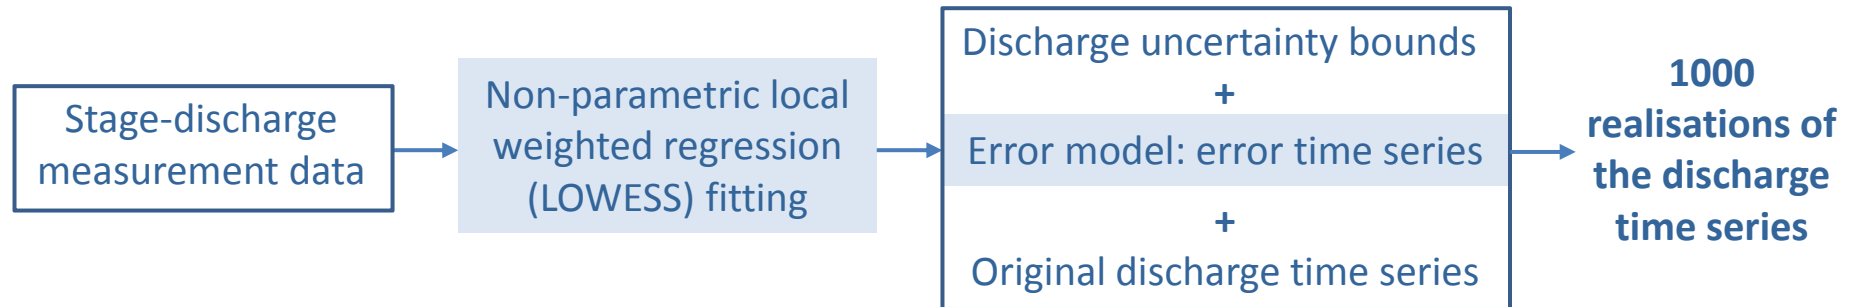 Stage-discharge
measurement data
Non-parametric local
weighted regression
(LOWESS) fitting
Discharge uncertainty bounds
+
Error model: error time series
+
Original discharge time series
1000
realisations of
the discharge
time series